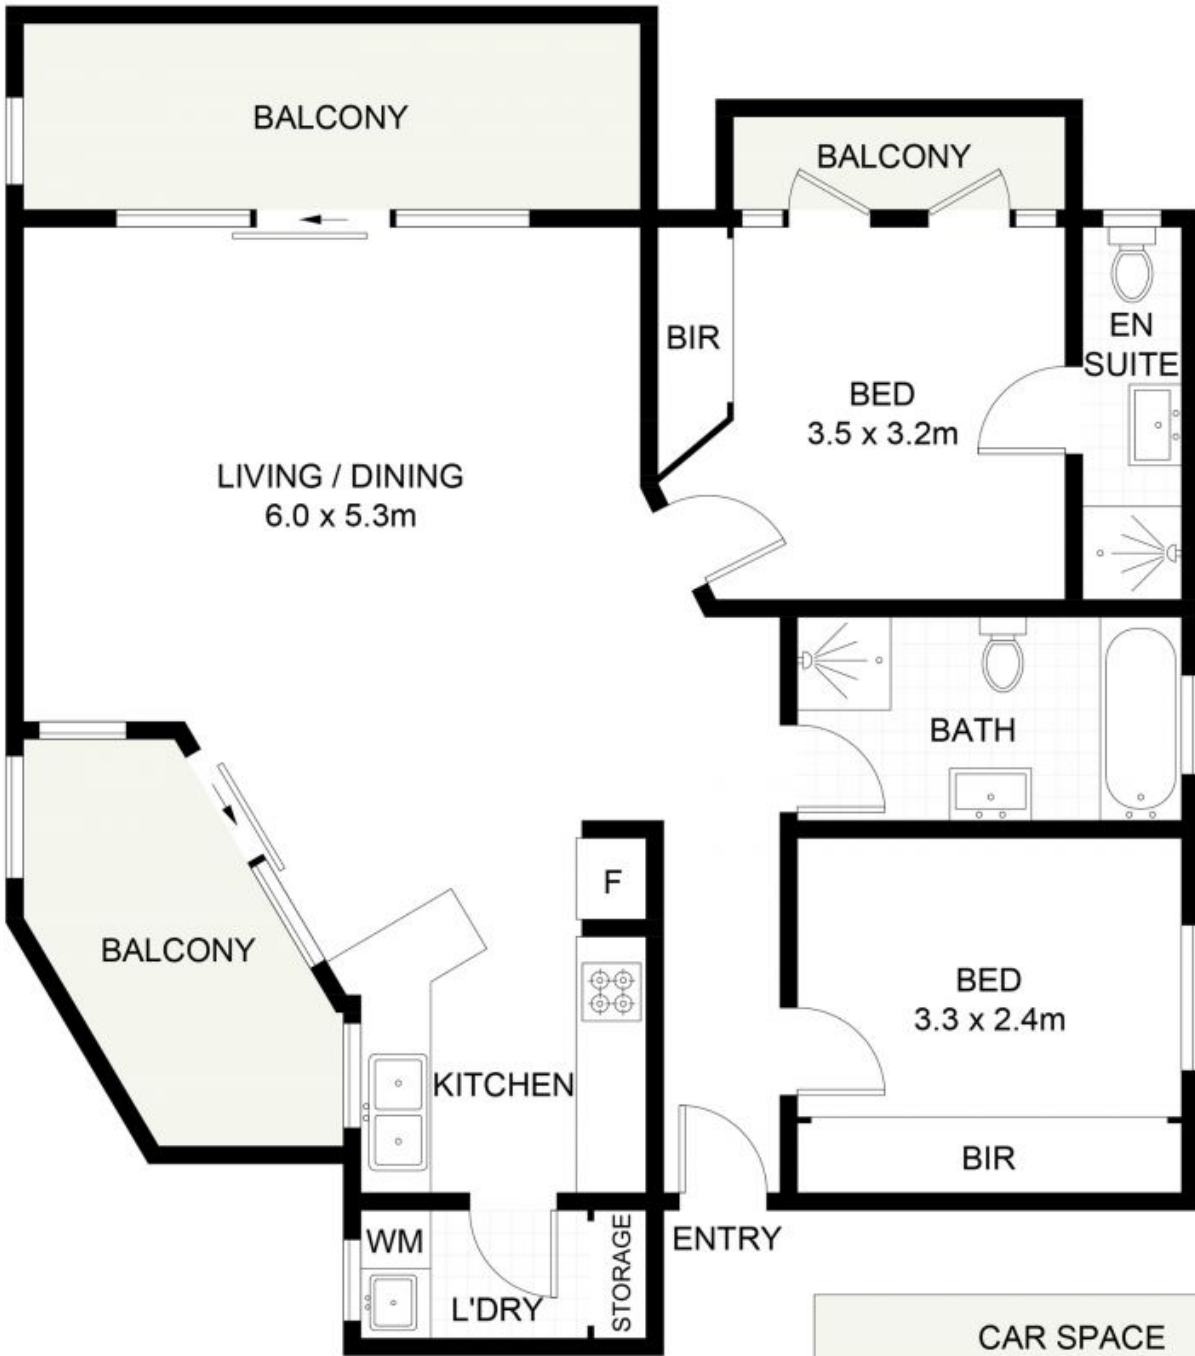 BALCONY
BALCONY
BIR
EN
SUITE
BED
3.5 x 3.2m
LIVING / DINING
6.0 x 5.3m
BATH
F
BALCONY
BED
3.3 x 2.4m
KITCHEN
BIR
WM
L'DRY
STORAGE
ENTRY
CAR SPACE